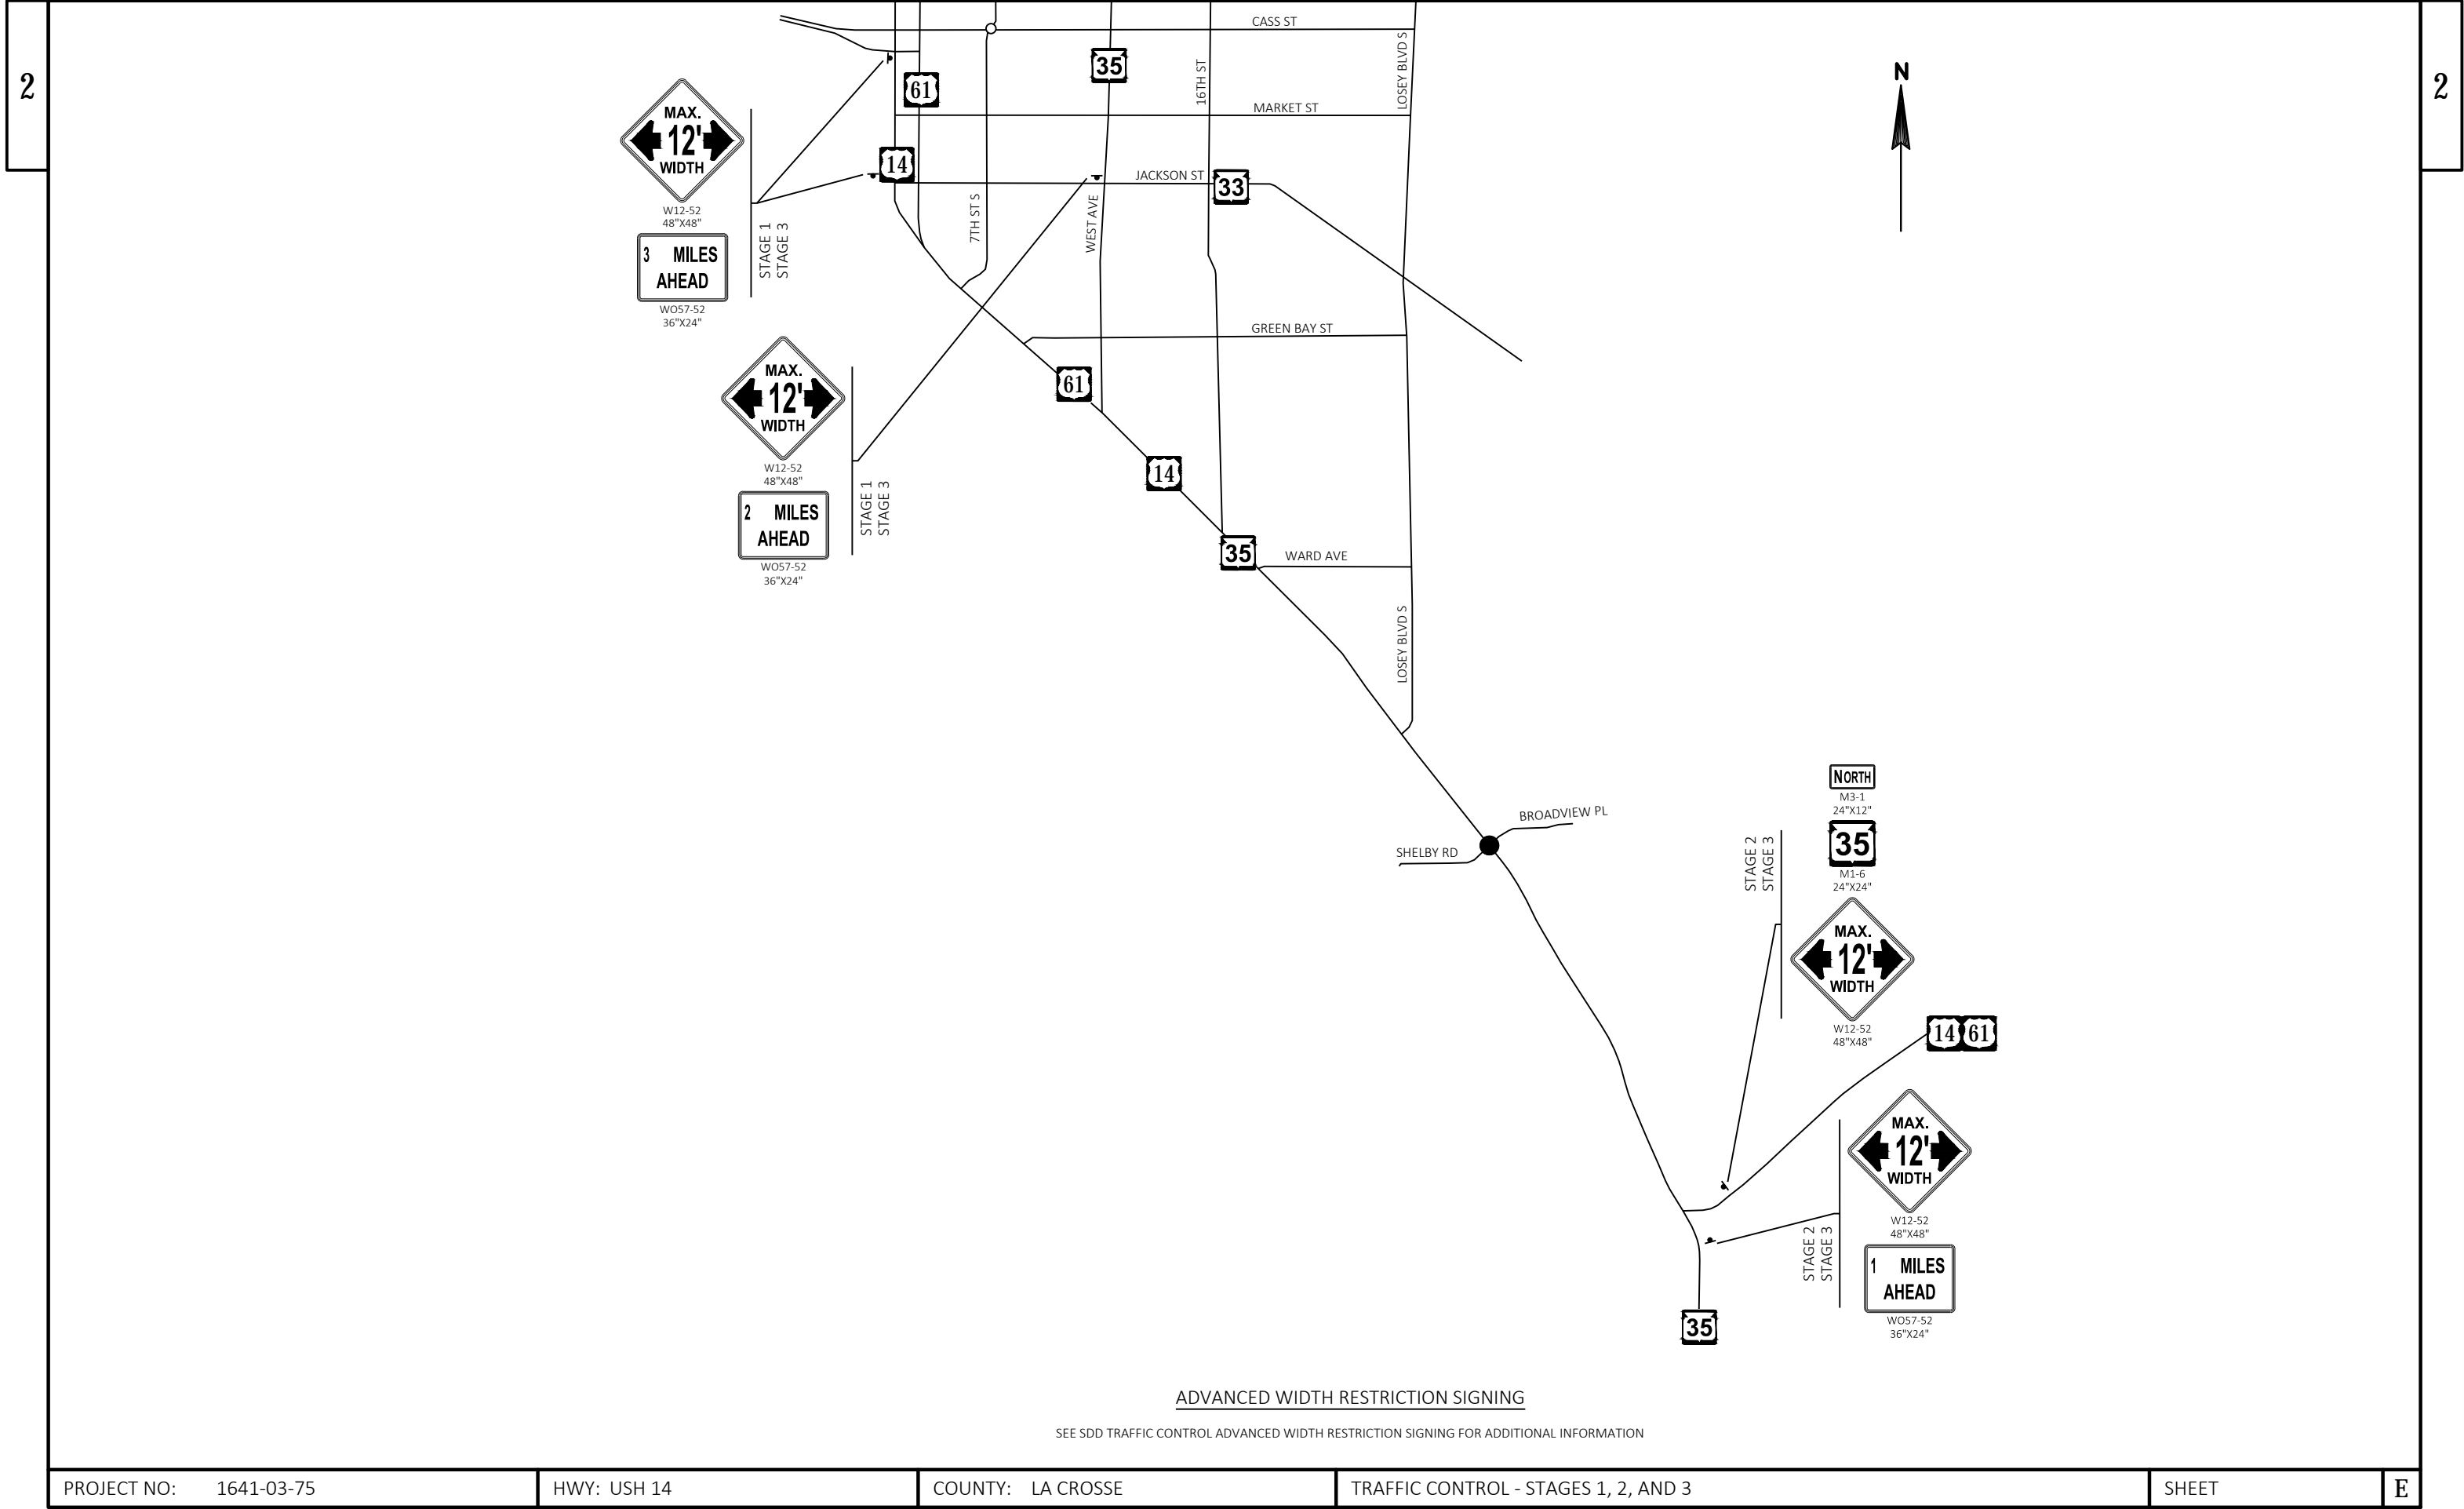 2
2
CASS ST
LOSEY BLVD S
16TH ST
35
61
MARKET ST
N
MAX.
12'
WIDTH
W12-52
48"X48"
3 MILES
AHEAD
WO57-52
36"X24"
STAGE 1
STAGE 3
14
JACKSON ST
33
7TH ST S
WEST AVE
GREEN BAY ST
MAX.
12'
WIDTH
W12-52
48"X48"
2 MILES
AHEAD
WO57-52
36"X24"
STAGE 1
STAGE 3
61
14
35
WARD AVE
LOSEY BLVD S
BROADVIEW PL
SHELBY RD
NORTH
M3-1
24"X12"
35
M1-6
24"X24"
STAGE 2
STAGE 3
MAX.
12'
WIDTH
W12-52
48"X48"
14 61
MAX.
12'
WIDTH
W12-52
48"X48"
1 MILES
AHEAD
WO57-52
36"X24"
STAGE 2
STAGE 3
35
ADVANCED WIDTH RESTRICTION SIGNING
SEE SDD TRAFFIC CONTROL ADVANCED WIDTH RESTRICTION SIGNING FOR ADDITIONAL INFORMATION
PROJECT NO: 1641-03-75 HWY: USH 14 COUNTY: LA CROSSE TRAFFIC CONTROL - STAGES 1, 2, AND 3 SHEET E